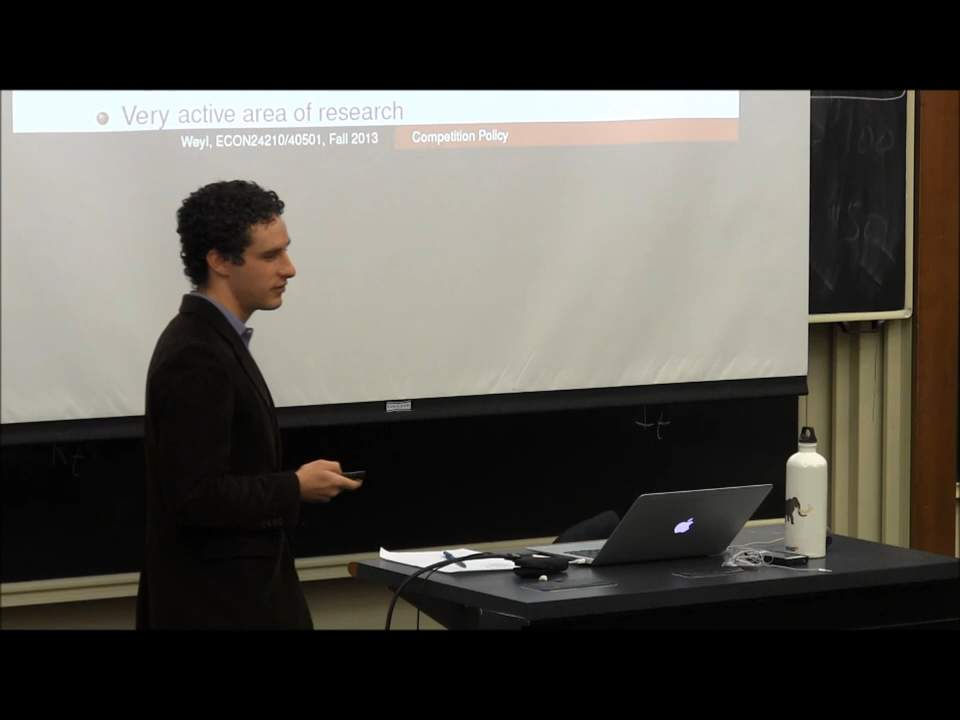 Very active area of research
Weyl, ECON24210/40501, Fall 2013
Competition Policy